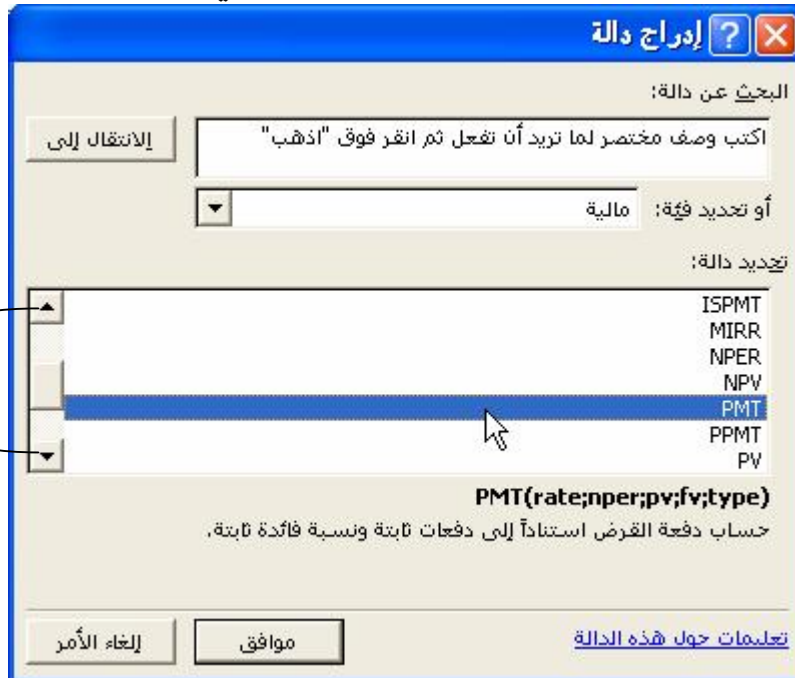 إدراج دالة
البحث عن دالة:
اكتب وصف مختصر لما تريد أن تفعل ثم انقر فوق "اذهب"
الانتقال إلى
أو تحديد فئة: مالية
تحديد دالة:
ISPMT
MIRR
NPER
NPV
PMT
PPMT
PV
PMT(rate;nper;pv;fv;type)
حساب دفعة القرض استناداً إلى دفعات ثابتة ونسبة فائدة ثابتة.
تعليمات حول هذه الدالة
موافق
إلغاء الأمر